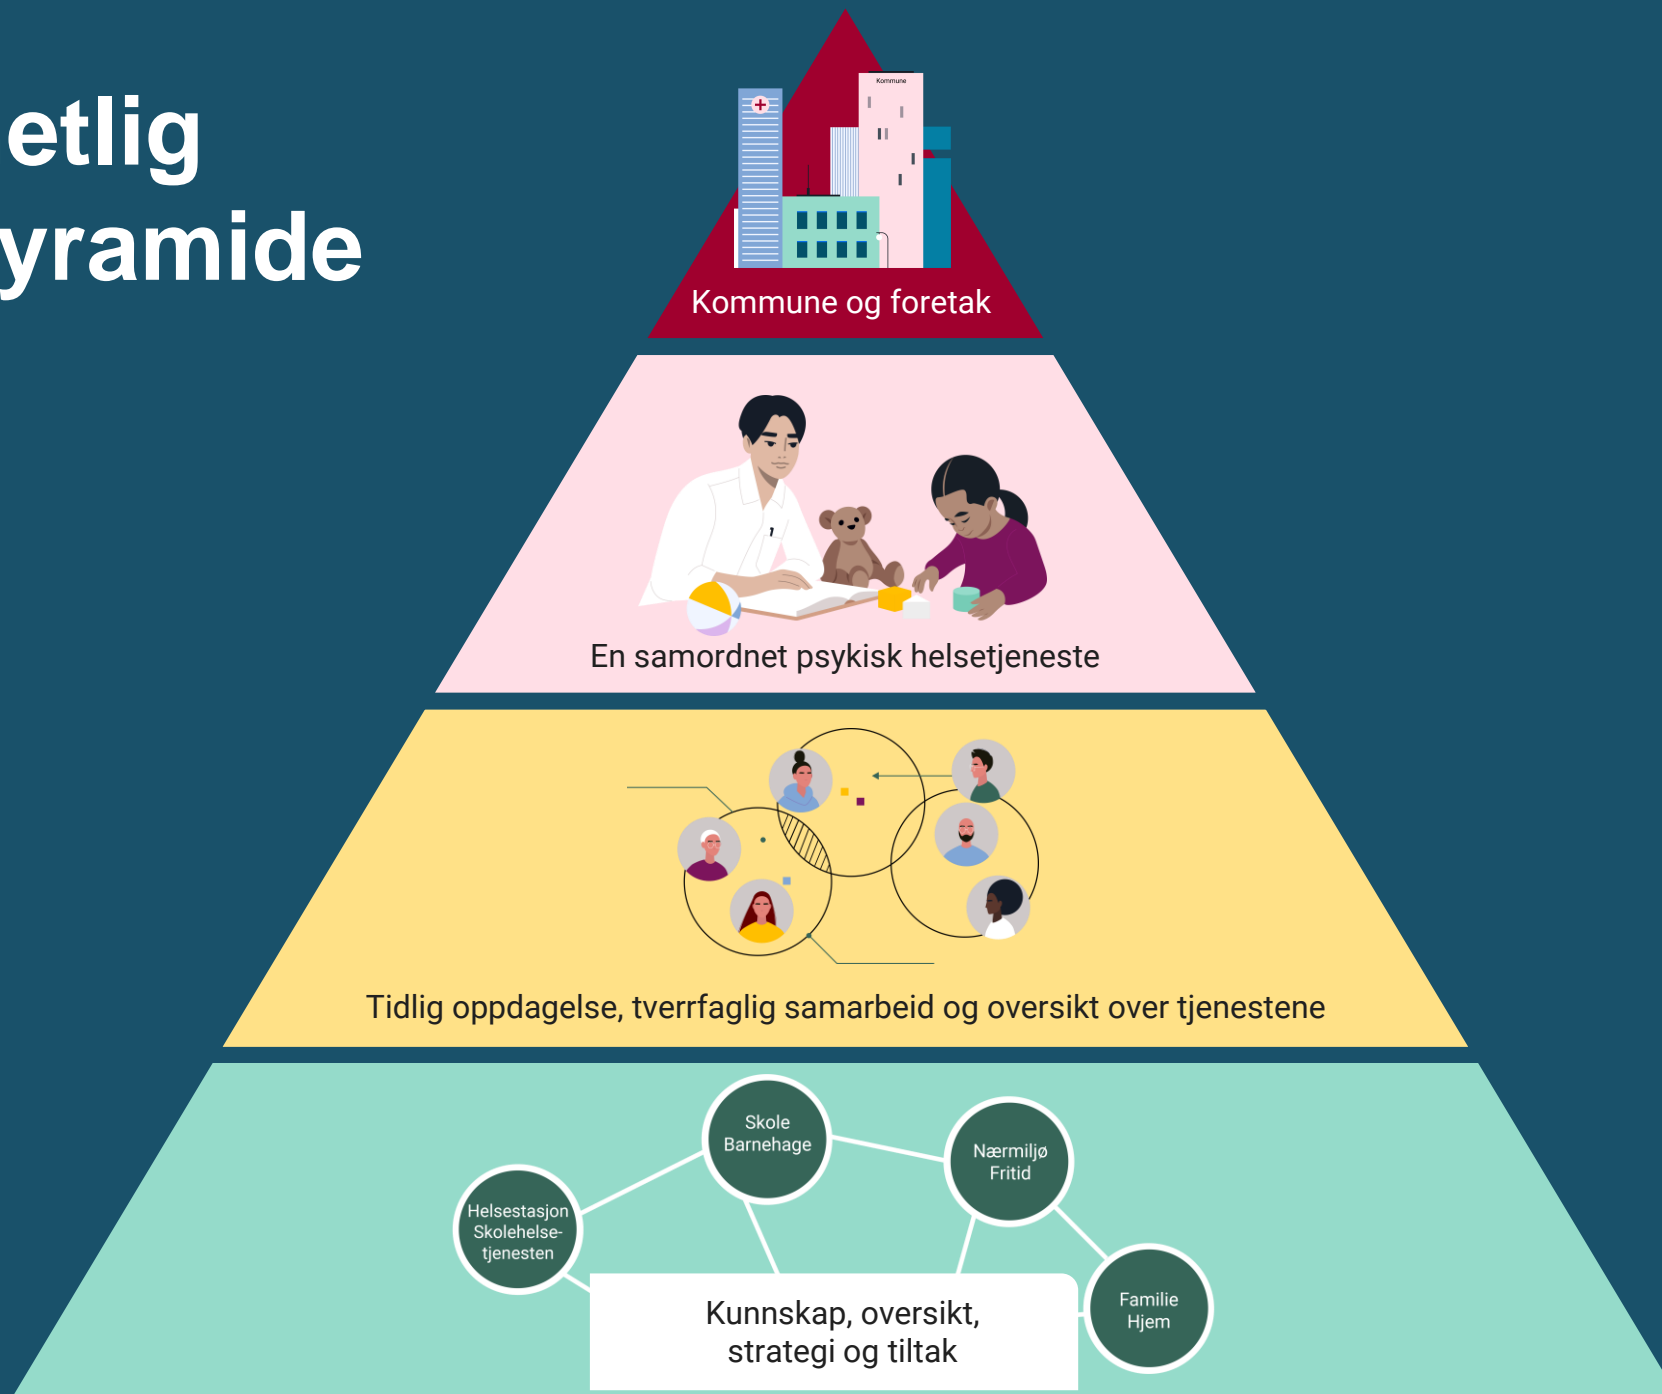 etlig
yramide
Kommune
Kommune og foretak
En samordnet psykisk helsetjeneste
Tidlig oppdagelse, tverrfaglig samarbeid og oversikt over tjenestene
Skole
Barnehage
Nærmiljø
Fritid
Helsestasjon
Skolehelse-
tjenesten
Familie
Hjem
Kunnskap, oversikt,
strategi og tiltak